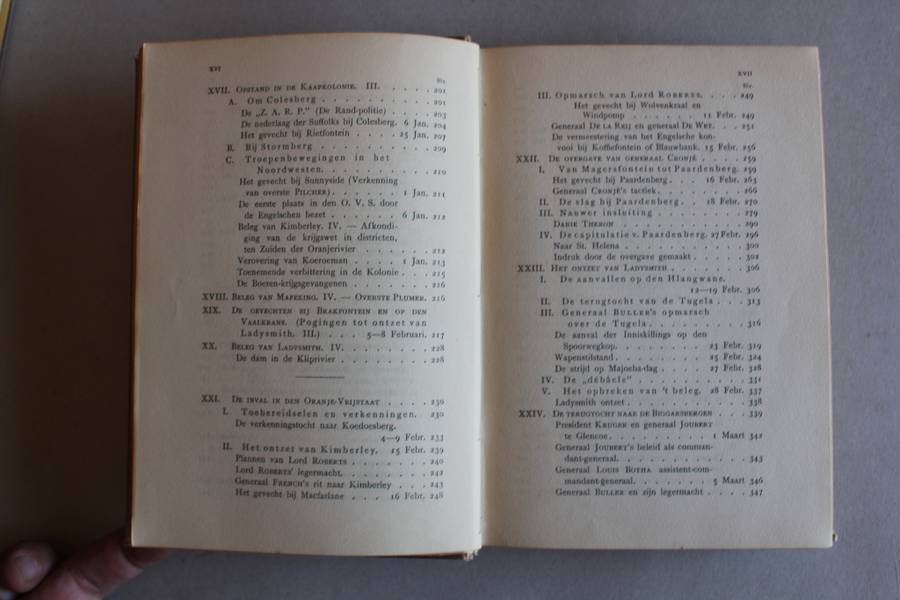 XVI
Blz.
XVII. OPSTAND IN DE KAAPKOLONIE. III. . . . . . 201
A. Om Colesberg . . . . . . . . . . 201
De „Z. A. R. P.” (De Rand-politie) . . . . 203
De nederlaag der Suffolks bij Colesberg. 6 Jan. 204
Het gevecht bij Rietfontein . . . . 25 Jan. 207
B. Bij Stormberg . . . . . . . . . . 209
C. Troepenbewegingen in het
Noordwesten. . . . . . . . . . . 210
Het gevecht bij Sunnyside (Verkenning
van overste PILCHER) . . . . . . 1 Jan. 211
De eerste plaats in den O. V. S. door
de Engelschen bezet . . . . . . 6 Jan. 212
Beleg van Kimberley. IV. — Afkondi-
ging van de krijgswet in districten,
ten Zuiden der Oranjerivier . . . . . . 212
Verovering van Koeroeman . . . . 1 Jan. 213
Toenemende verbittering in de Kolonie . . . 215
De Boeren-krijgsgevangenen . . . . . . . 216
XVIII. BELEG VAN MAFEKING. IV. — OVERSTE PLUMER. 216
XIX. DE GEVECHTEN BIJ BRAKFONTEIN EN OP DEN
VAALKRANS. (Pogingen tot ontzet van
Ladysmith. III.) . . . 5—8 Februari. 217
XX. BELEG VAN LADYSMITH. IV. . . . . . . . 228
De dam in de Kliprivier . . . . . . . . 228
XXI. DE INVAL IN DEN ORANJE-VRIJSTAAT . . . . 230
I. Toebereidselen en verkenningen. 230
De verkenningstocht naar Koedoesberg.
4—9 Febr. 233
II. Het ontzet van Kimberley. 15 Febr. 239
Plannen van Lord ROBERTS . . . . . . . 240
Lord ROBERTS' legermacht. . . . . . . . 242
Generaal FRENCH's rit naar Kimberley . . . 243
Het gevecht bij Macfarlane . . . 16 Febr. 248
XVII
Blz.
III. Opmarsch van Lord ROBERTS. . . . 249
Het gevecht bij Wolvenkraal en
Windpomp . . . . . . 11 Febr. 249
Generaal DE LA REIJ en generaal DE WET. . . 251
De vermeestering van het Engelsche kon-
vooi bij Koffiefontein of Blauwbank. 15 Febr. 256
XXII. DE OVERGAVE VAN GENERAAL CRONJÉ . . . . 259
I. Van Magersfontein tot Paardenberg. 259
Het gevecht bij Paardenberg. . . 16 Febr. 263
Generaal CRONJÉ's tactiek . . . . . . . 266
II. De slag bij Paardenberg . . 18 Febr. 270
III. Nauwer insluiting . . . . . . . . 279
DANIE THERON . . . . . . . . . . 290
IV. De capitulatie v. Paardenberg. 27 Febr. 296
Naar St. Helena . . . . . . . . . . 300
Indruk door de overgave gemaakt . . . . . 302
XXIII. HET ONTZET VAN LADYSMITH . . . . . . . 306
I. De aanvallen op den Hlangwane.
12—19 Febr. 306
II. De terugtocht van de Tugela . . . 313
III. Generaal BULLER's opmarsch
over de Tugela. . . . . . . . . 316
De aanval der Inniskillings op den
Spoorwegkop. . . . . . . 23 Febr. 319
Wapenstilstand . . . . . . . 25 Febr. 324
De strijd op Majoeba-dag . . . 27 Febr. 328
IV. De „débâcle” . . . . . . . . . . 331
V. Het opbreken van 't beleg. 28 Febr. 337
Ladysmith ontzet . . . . . . . . . . 338
XXIV. DE TERUGTOCHT NAAR DE BIGGARSBERGEN . . . 339
President KRUGER en generaal JOUBERT
te Glencoe . . . . . . . . 1 Maart 342
Generaal JOUBERT's beleid als comman-
dant-generaal. . . . . . . . . . . 343
Generaal LOUIS BOTHA assistent-com-
mandant-generaal. . . . . . . 5 Maart 346
Generaal BULLER en zijn legermacht . . . . 347